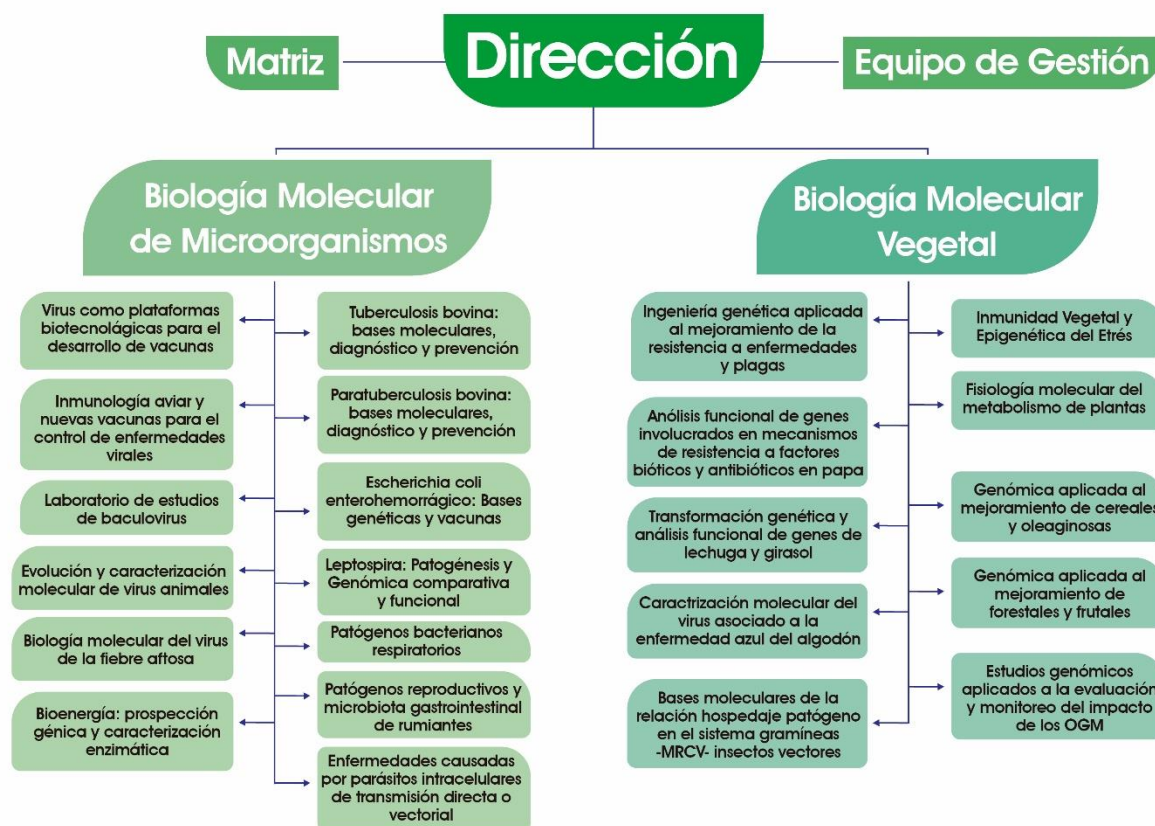 Matriz
Dirección
Equipo de Gestión
Biología Molecular
de Microorganismos
Virus como plataformas
biotecnológicas para el
desarrollo de vacunas
Inmunología aviar y
nuevas vacunas para el
control de enfermedades
virales
Laboratorio de estudios
de baculovirus
Evolución y caracterización
molecular de virus animales
Biología molecular del virus
de la fiebre aftosa
Bioenergía: prospección
génica y caracterización
enzimática
Tuberculosis bovina:
bases moleculares,
diagnóstico y prevención
Paratuberculosis bovina:
bases moleculares,
diagnóstico y prevención
Escherichia coli
enterohemorrágico: Bases
genéticas y vacunas
Leptospira: Patogénesis y
Genómica comparativa
y funcional
Patógenos bacterianos
respiratorios
Patógenos reproductivos y
microbiota gastrointestinal
de rumiantes
Enfermedades causadas
por parásitos intracelulares
de transmisión directa o
vectorial
Biología Molecular
Vegetal
Ingeniería genética aplicada
al mejoramiento de la
resistencia a enfermedades
y plagas
Anólisis funcional de genes
involucrados en mecanismos
de resistencia a factores
bióticos y antibióticos en papa
Transformación genética y
análisis funcional de genes de
lechuga y girasol
Caractrización molecular del
virus asociado a la
enfermedad azul del algodón
Bases moleculares de la
relación hospedaje patógeno
en el sistema gramíneas
-MRCV- insectos vectores
Inmunidad Vegetal y
Epigenética del Etrés
Fisiología molecular del
metabolismo de plantas
Genómica aplicada al
mejoramiento de cereales
y oleaginosas
Genómica aplicada al
mejoramiento de
forestales y frutales
Estudios genómicos
aplicados a la evaluación
y monitoreo del impacto
de los OGM